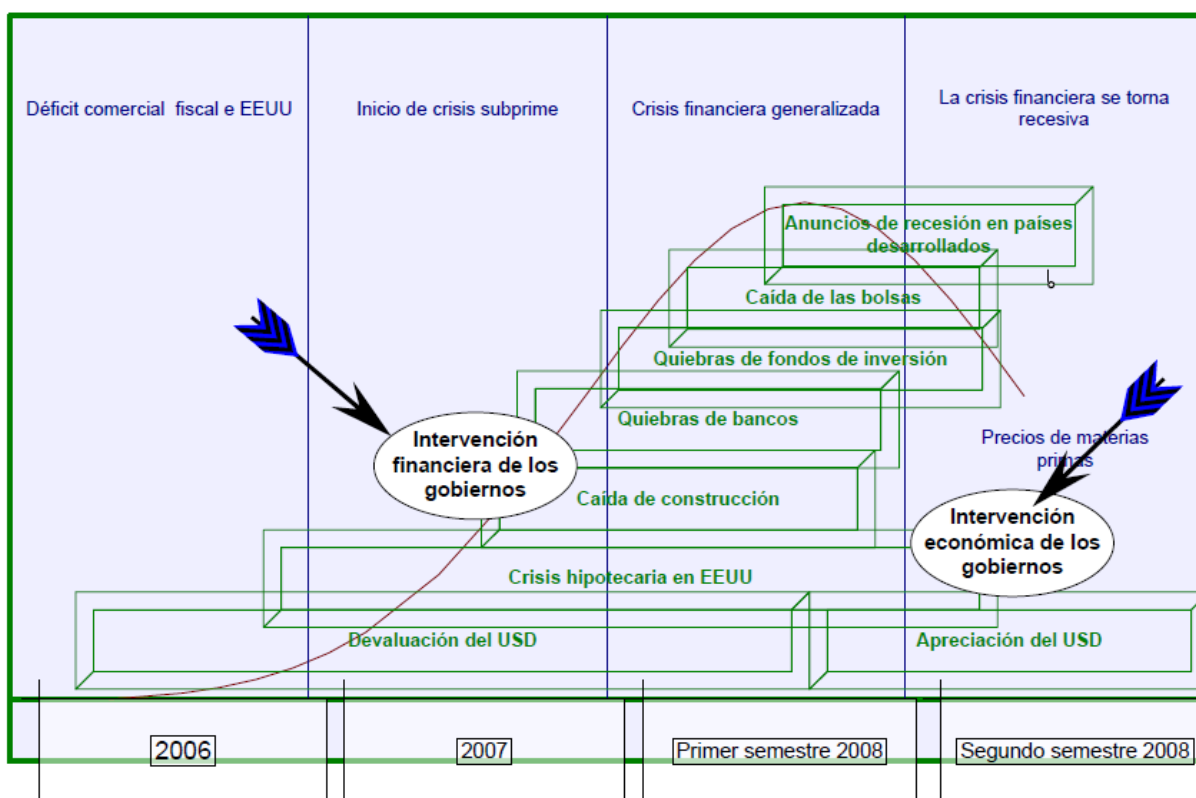 Déficit comercial fiscal e EEUU
Inicio de crisis subprime
Crisis financiera generalizada
La crisis financiera se torna
recesiva
Anuncios de recesión en países
desarrollados
b
Caída de las bolsas
Quiebras de fondos de inversión
Quiebras de bancos
Intervención
financiera de los
gobiernos
Precios de materias
primas
Caída de construcción
Intervención
económica de los
gobiernos
Crisis hipotecaria en EEUU
Devaluación del USD
Apreciación del USD
2006
2007
Primer semestre 2008
Segundo semestre 2008